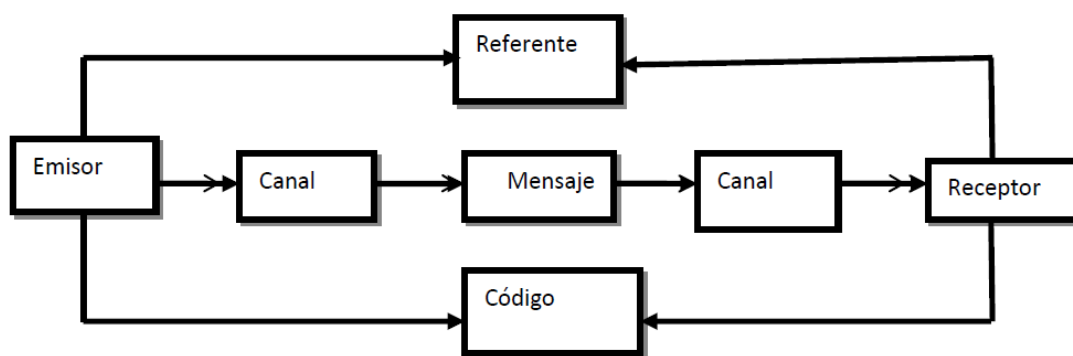 Referente
Emisor
Canal
Mensaje
Canal
Receptor
Código